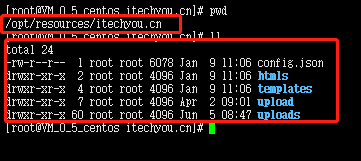 [root@VM_0_5_centos itechyou.cn]# pwd
/opt/resources/itechyou.cn
[root@VM_0_5_centos itechyou.cn]# ll
total 24
-rw-r--r-- 1 root root 6078 Jan 9 11:06 config.json
drwxr-xr-x 2 root root 4096 Jan 9 11:06 htmls
drwxr-xr-x 4 root root 4096 Jan 9 11:06 templates
drwxr-xr-x 7 root root 4096 Apr 2 09:01 upload
drwxr-xr-x 60 root root 4096 Jun 5 08:47 uploads
[root@VM_0_5_centos itechyou.cn]#